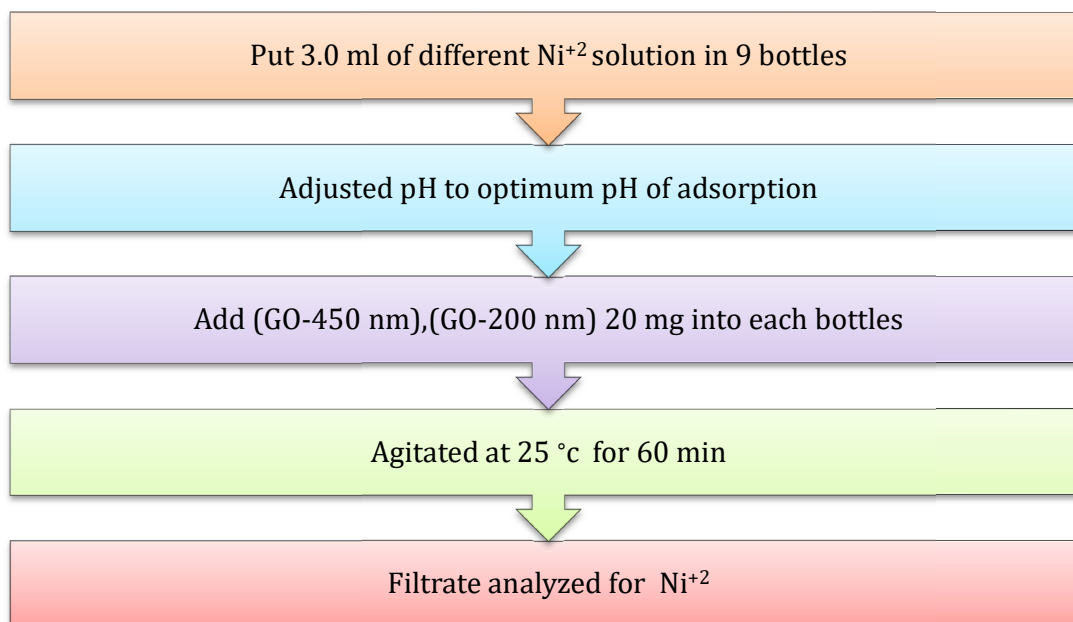 Put 3.0 ml of different Ni⁺² solution in 9 bottles
Adjusted pH to optimum pH of adsorption
Add (GO-450 nm),(GO-200 nm) 20 mg into each bottles
Agitated at 25 °c for 60 min
Filtrate analyzed for Ni⁺²